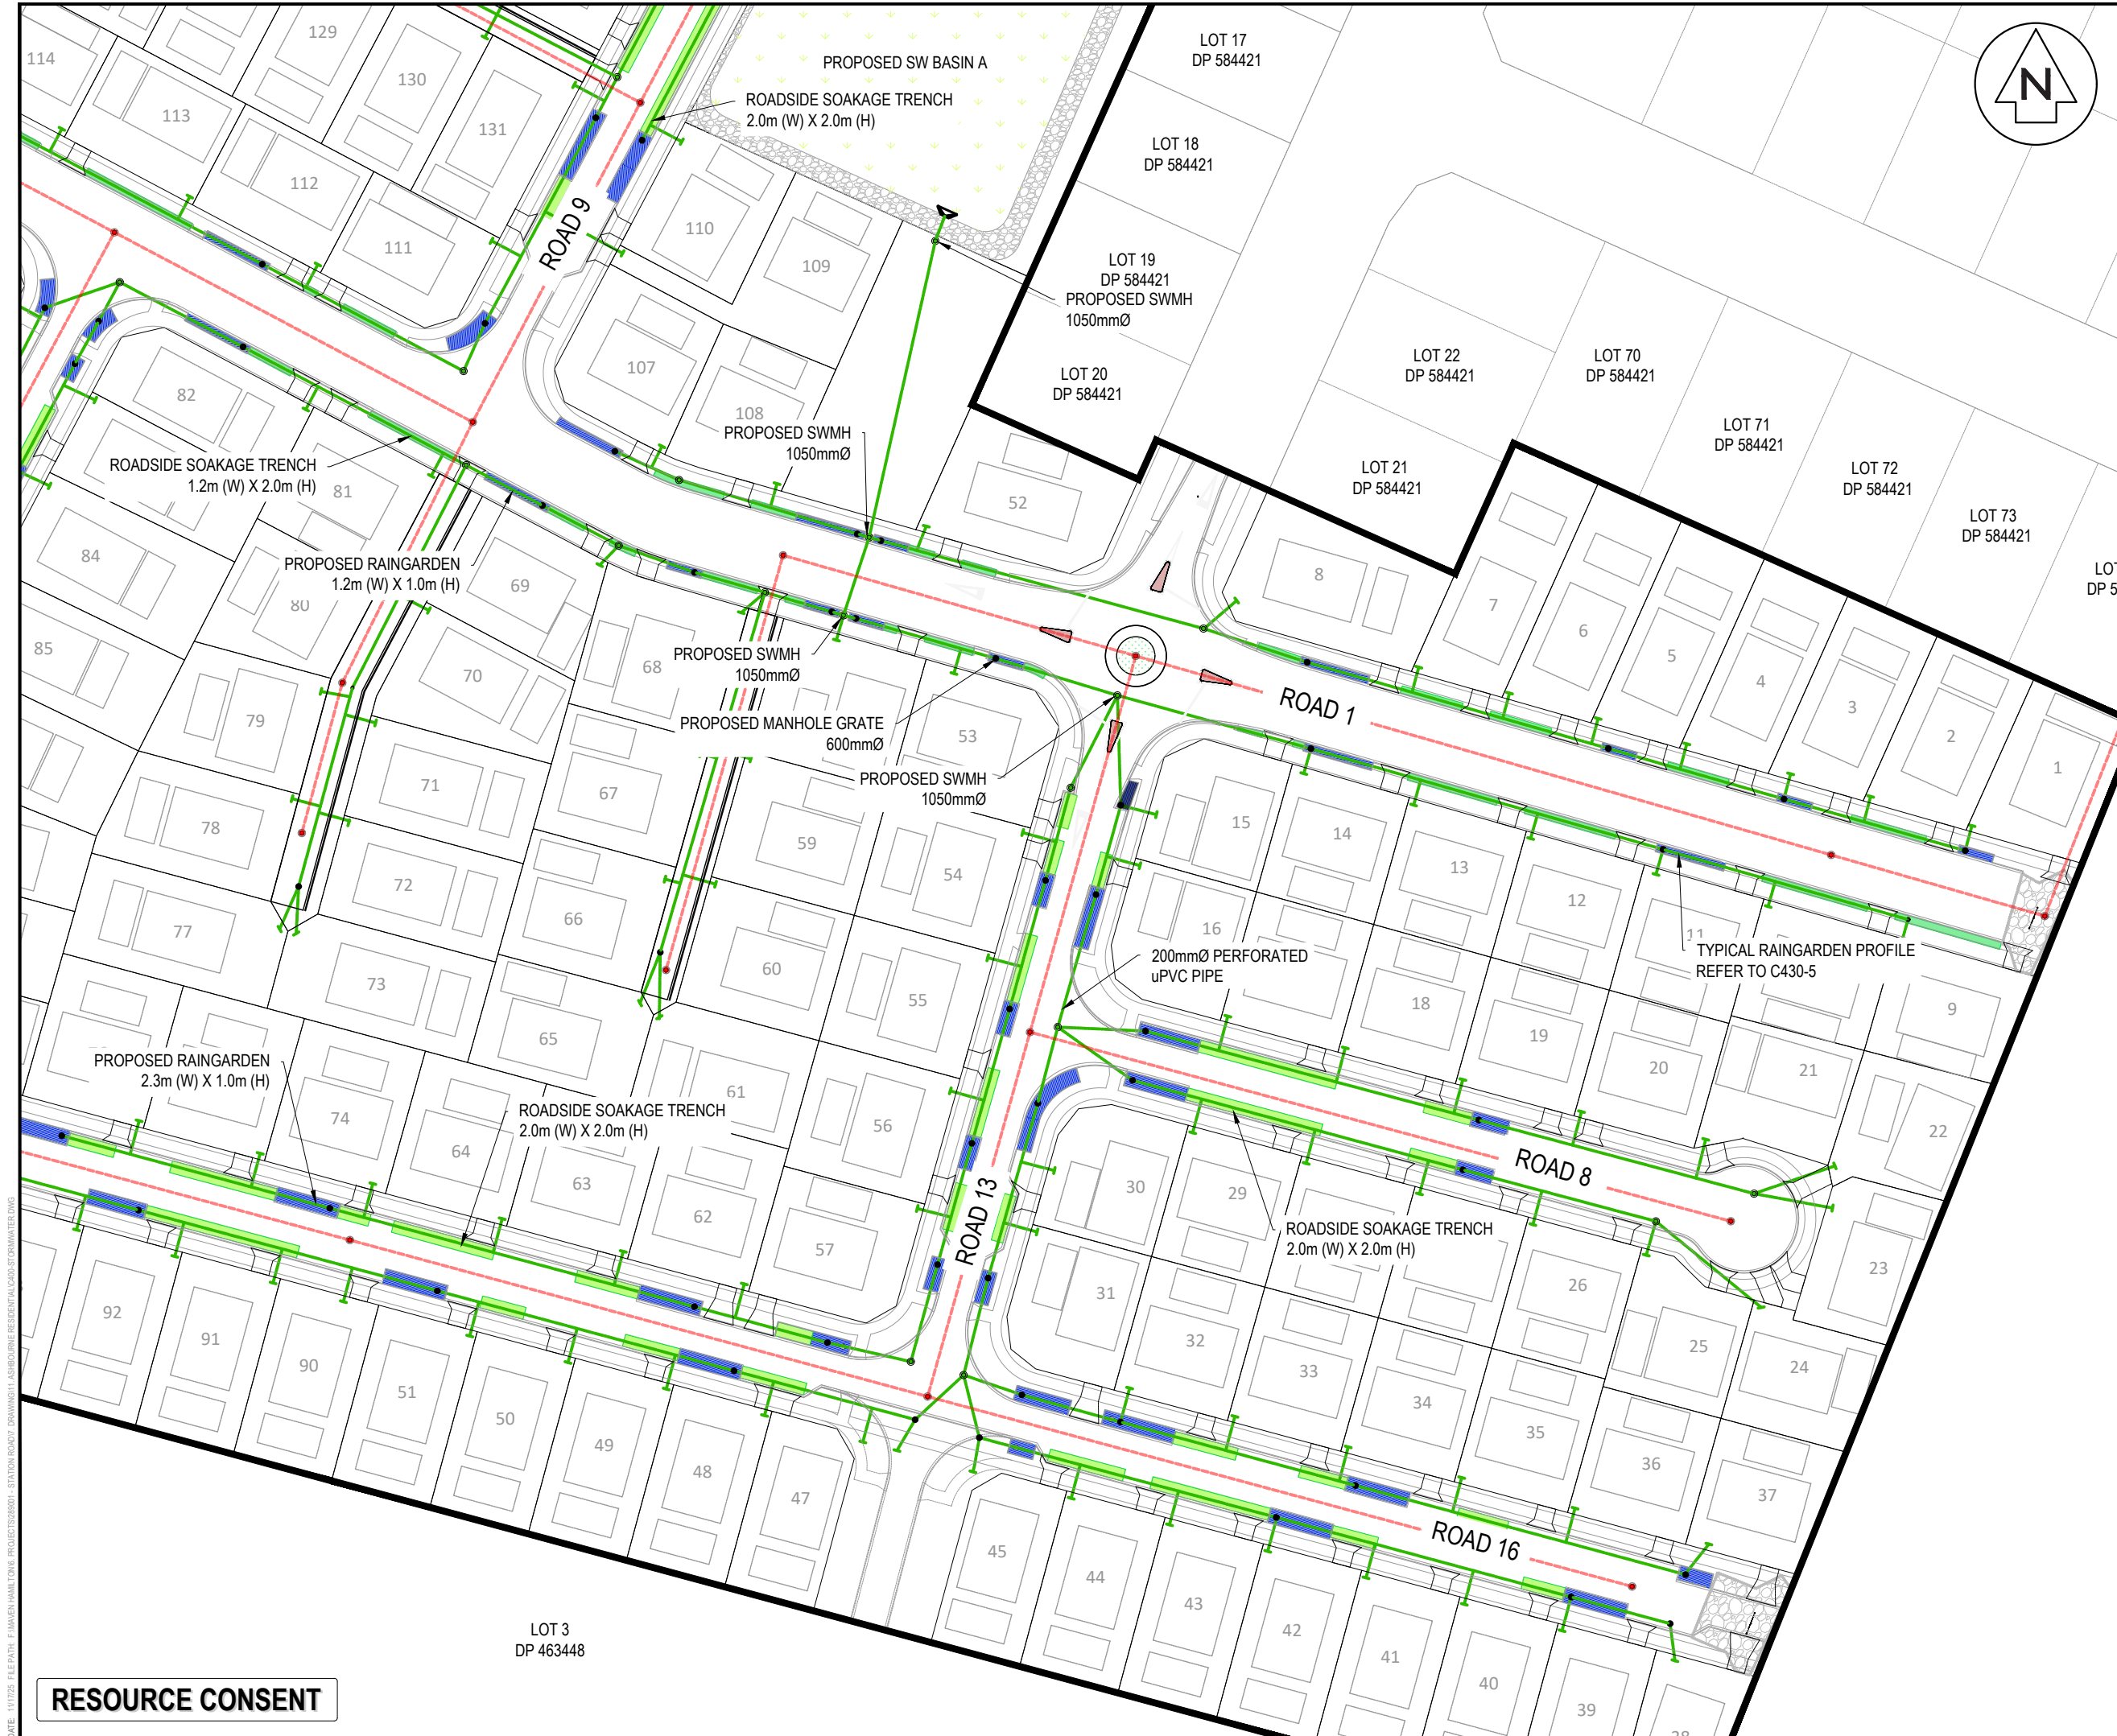 PROPOSED SW BASIN A
ROADSIDE SOAKAGE TRENCH
2.0m (W) X 2.0m (H)
LOT 17
DP 584421
N
LOT 18
DP 584421
LOT 19
DP 584421
PROPOSED SWMH
1050mmØ
LOT 20
DP 584421
LOT 22
DP 584421
LOT 70
DP 584421
LOT 71
DP 584421
LOT 21
DP 584421
LOT 72
DP 584421
LOT 73
DP 584421
129
114
130
113
131
112
111
110
109
107
108
ROAD 9
PROPOSED SWMH
1050mmØ
82
ROADSIDE SOAKAGE TRENCH
1.2m (W) X 2.0m (H)
81
84
PROPOSED RAINGARDEN
1.2m (W) X 1.0m (H)
80
69
52
8
7
6
5
4
3
2
1
85
79
70
68
PROPOSED SWMH
1050mmØ
PROPOSED MANHOLE GRATE
600mmØ
53
PROPOSED SWMH
1050mmØ
ROAD 1
78
71
67
59
54
15
14
13
12
11
TYPICAL RAINGARDEN PROFILE
REFER TO C430-5
77
72
66
60
55
16
200mmØ PERFORATED
uPVC PIPE
18
19
20
21
9
22
73
65
61
56
PROPOSED RAINGARDEN
2.3m (W) X 1.0m (H)
74
64
ROADSIDE SOAKAGE TRENCH
2.0m (W) X 2.0m (H)
63
62
57
ROAD 13
30
29
ROAD 8
ROADSIDE SOAKAGE TRENCH
2.0m (W) X 2.0m (H)
23
31
32
33
34
35
26
25
24
36
37
92
91
90
51
50
49
48
47
45
44
43
42
41
40
39
ROAD 16
LOT 3
DP 463448
RESOURCE CONSENT